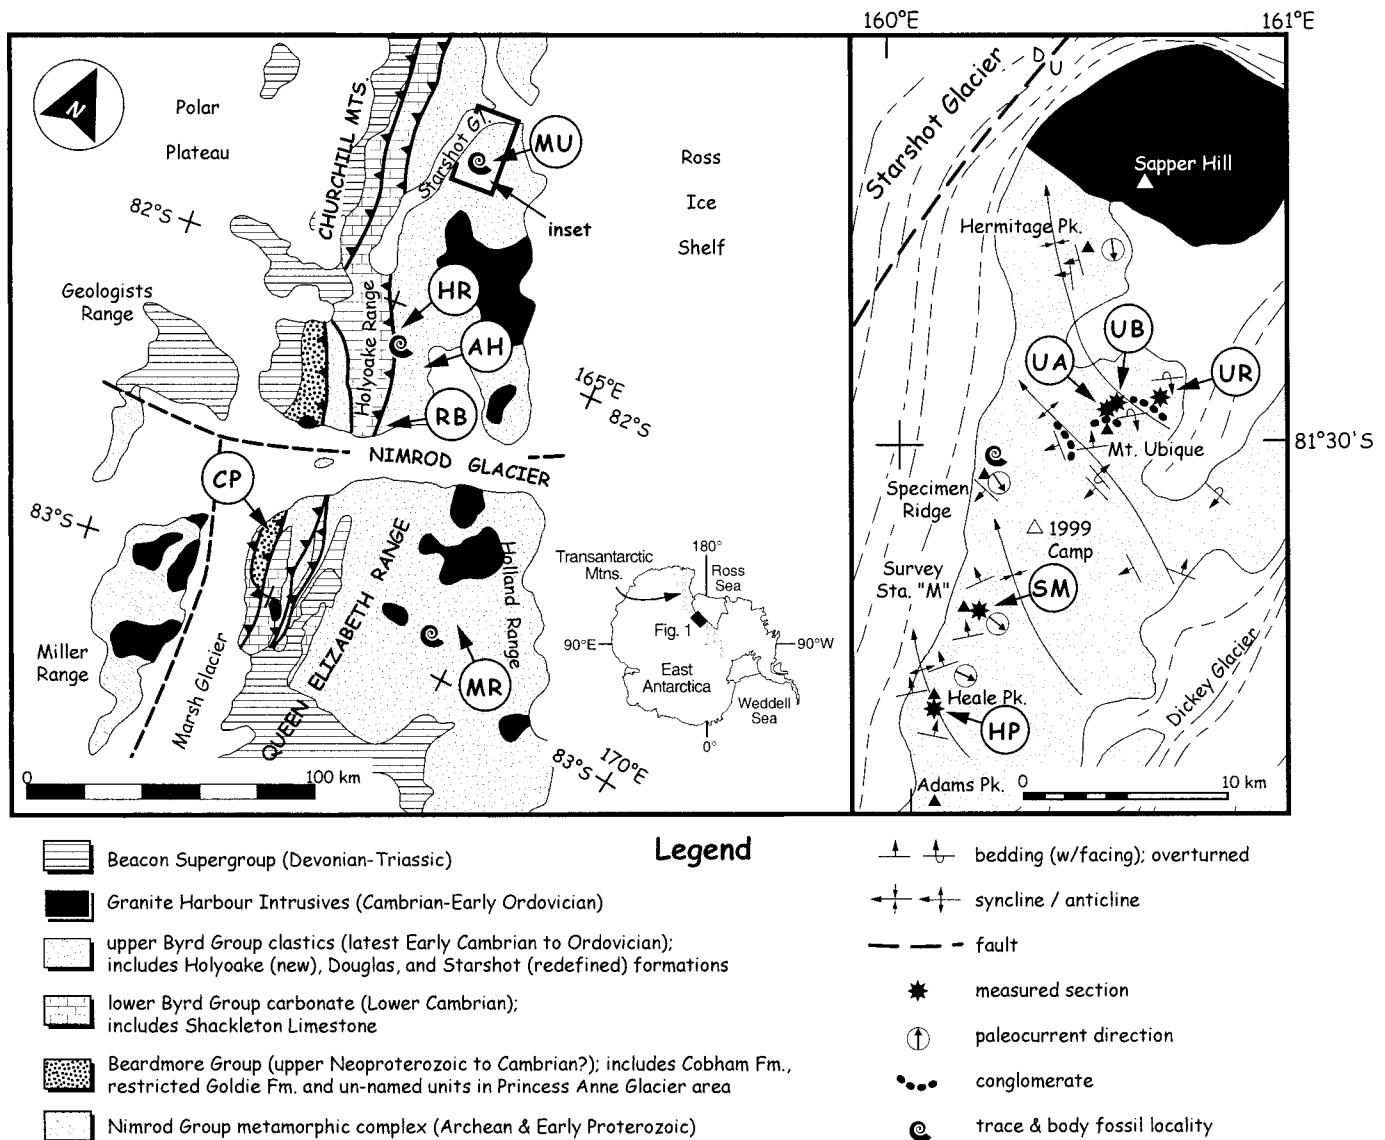 160°E
161°E
N
Polar
Plateau
CHURCHILL MTS.
Starshot Gl.
MU
Ross
Ice
Shelf
inset
82°S
Geologists
Range
Holyoake Range
HR
AH
RB
165°E
82°S
NIMROD GLACIER
CP
83°S
Miller
Range
Marsh Glacier
QUEEN ELIZABETH RANGE
Holland Range
MR
83°S
170°E
0
100 km
Transantarctic
Mtns.
180°
Ross
Sea
Fig. 1
90°E
90°W
East
Antarctica
Weddell
Sea
0°
Starshot Glacier
D
U
Sapper Hill
Hermitage Pk.
UB
UA
UR
Mt. Ubique
81°30'S
Specimen
Ridge
1999
Camp
Survey
Sta. "M"
SM
Heale Pk.
HP
Dickey Glacier
Adams Pk.
0
10 km
Legend
Beacon Supergroup (Devonian-Triassic)
Granite Harbour Intrusives (Cambrian-Early Ordovician)
upper Byrd Group clastics (latest Early Cambrian to Ordovician);
includes Holyoake (new), Douglas, and Starshot (redefined) formations
lower Byrd Group carbonate (Lower Cambrian);
includes Shackleton Limestone
Beardmore Group (upper Neoproterozoic to Cambrian?); includes Cobham Fm.,
restricted Goldie Fm. and un-named units in Princess Anne Glacier area
Nimrod Group metamorphic complex (Archean & Early Proterozoic)
bedding (w/facing); overturned
syncline / anticline
fault
measured section
paleocurrent direction
conglomerate
trace & body fossil locality